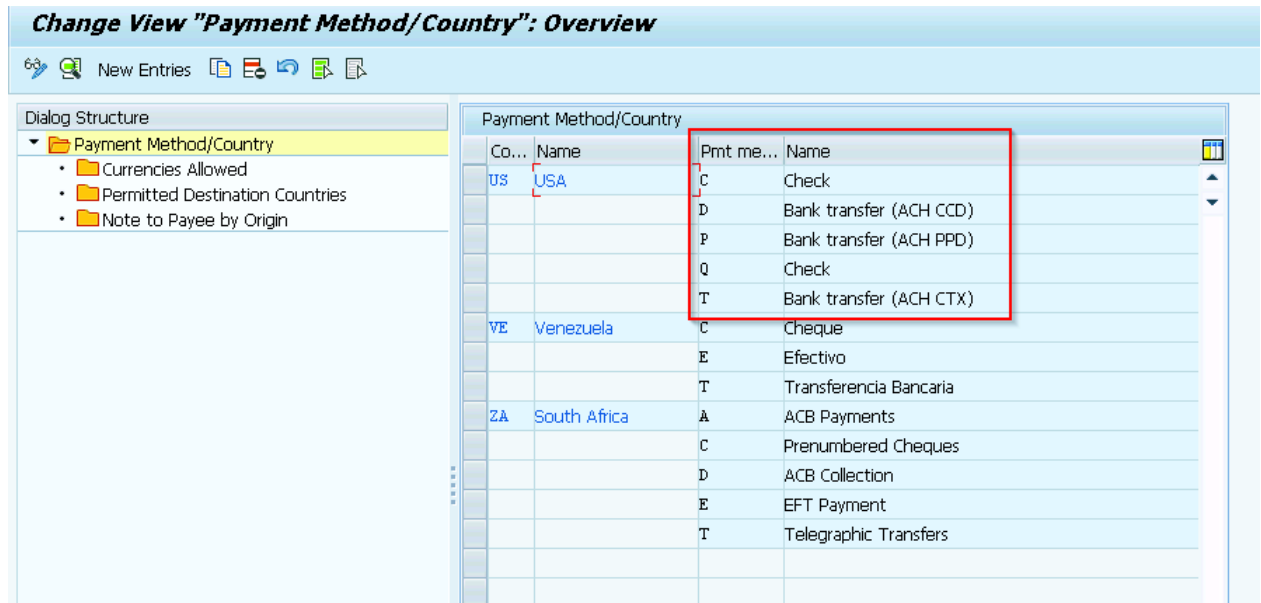 Change View "Payment Method/Country": Overview
New Entries
Dialog Structure
Payment Method/Country
Currencies Allowed
Permitted Destination Countries
Note to Payee by Origin
Payment Method/Country
Co... Name Pmt me... Name
US USA C Check
D Bank transfer (ACH CCD)
P Bank transfer (ACH PPD)
Q Check
T Bank transfer (ACH CTX)
VE Venezuela C Cheque
E Efectivo
T Transferencia Bancaria
ZA South Africa A ACB Payments
C Prenumbered Cheques
D ACB Collection
E EFT Payment
T Telegraphic Transfers